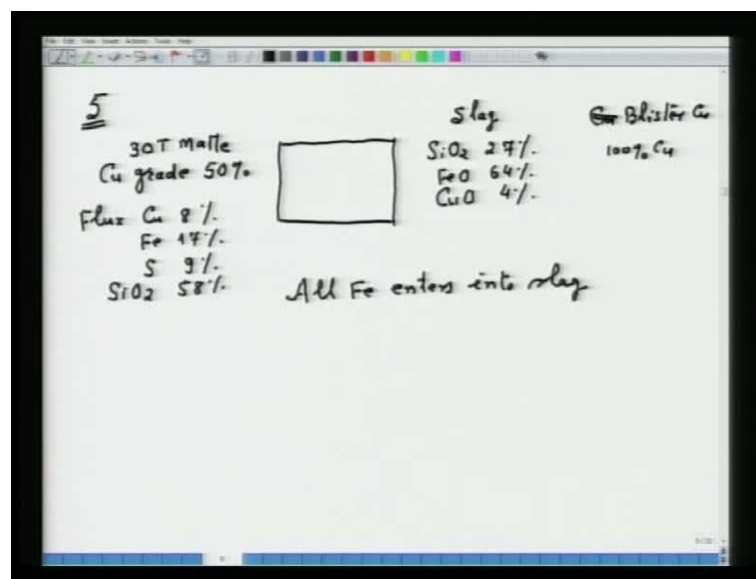 5
30T Matte
Cu grade 50%
Flux Cu 8%.
Fe 17%.
S 9%.
SiO2 58%.
Slag
SiO2 27%.
FeO 64%.
CuO 4%.
Blister Cu
100% Cu
All Fe enters into slag